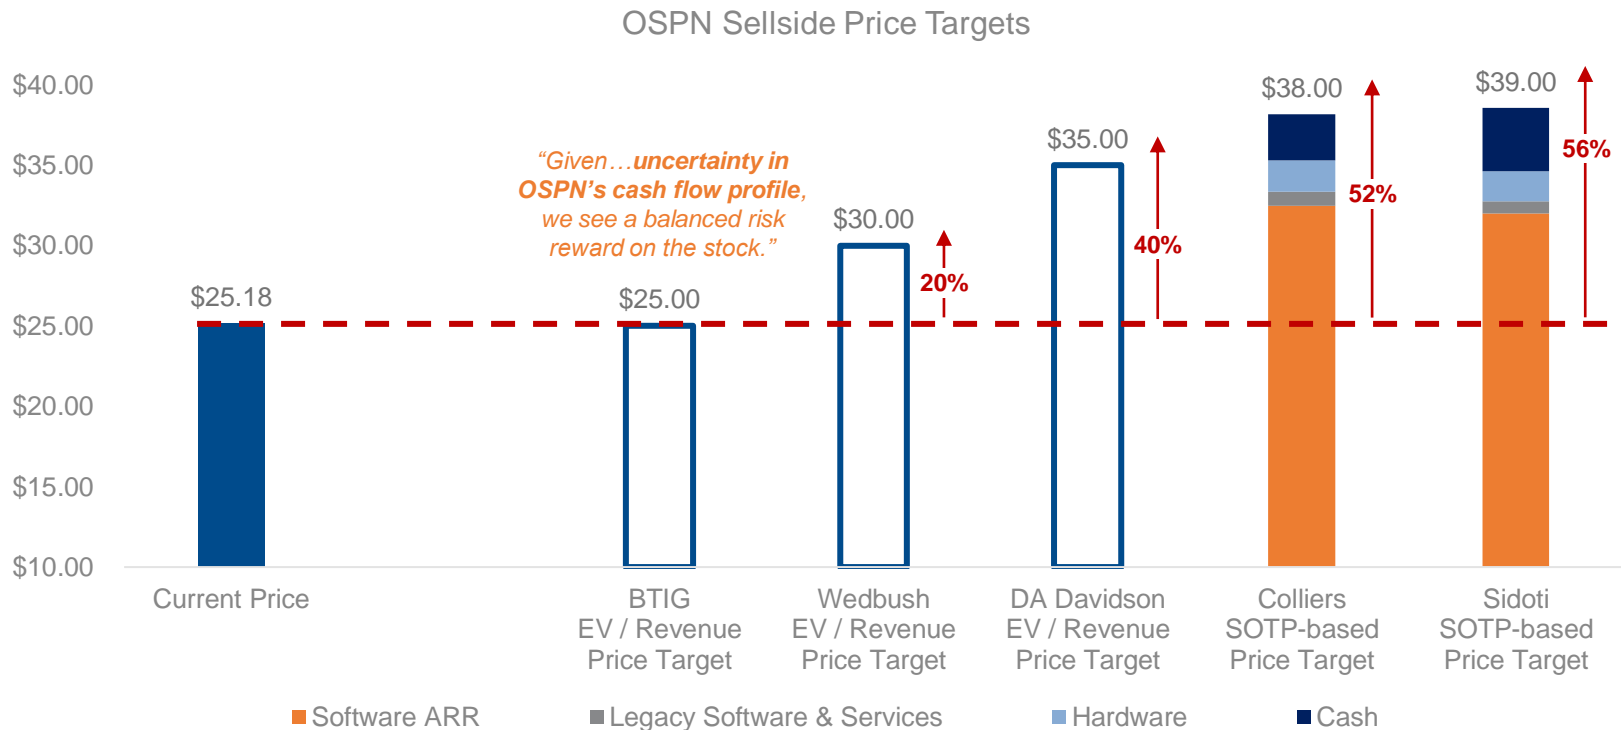 OSPN Sellside Price Targets
$40.00
$35.00
$30.00
$25.00
$20.00
$15.00
$10.00
$25.18
“Given…uncertainty in
OSPN’s cash flow profile,
we see a balanced risk
reward on the stock.”
$25.00
$30.00
20%
$35.00
40%
$38.00
52%
$39.00
56%
Current Price
BTIG
EV / Revenue
Price Target
Wedbush
EV / Revenue
Price Target
DA Davidson
EV / Revenue
Price Target
Colliers
SOTP-based
Price Target
Sidoti
SOTP-based
Price Target
Software ARR
Legacy Software & Services
Hardware
Cash